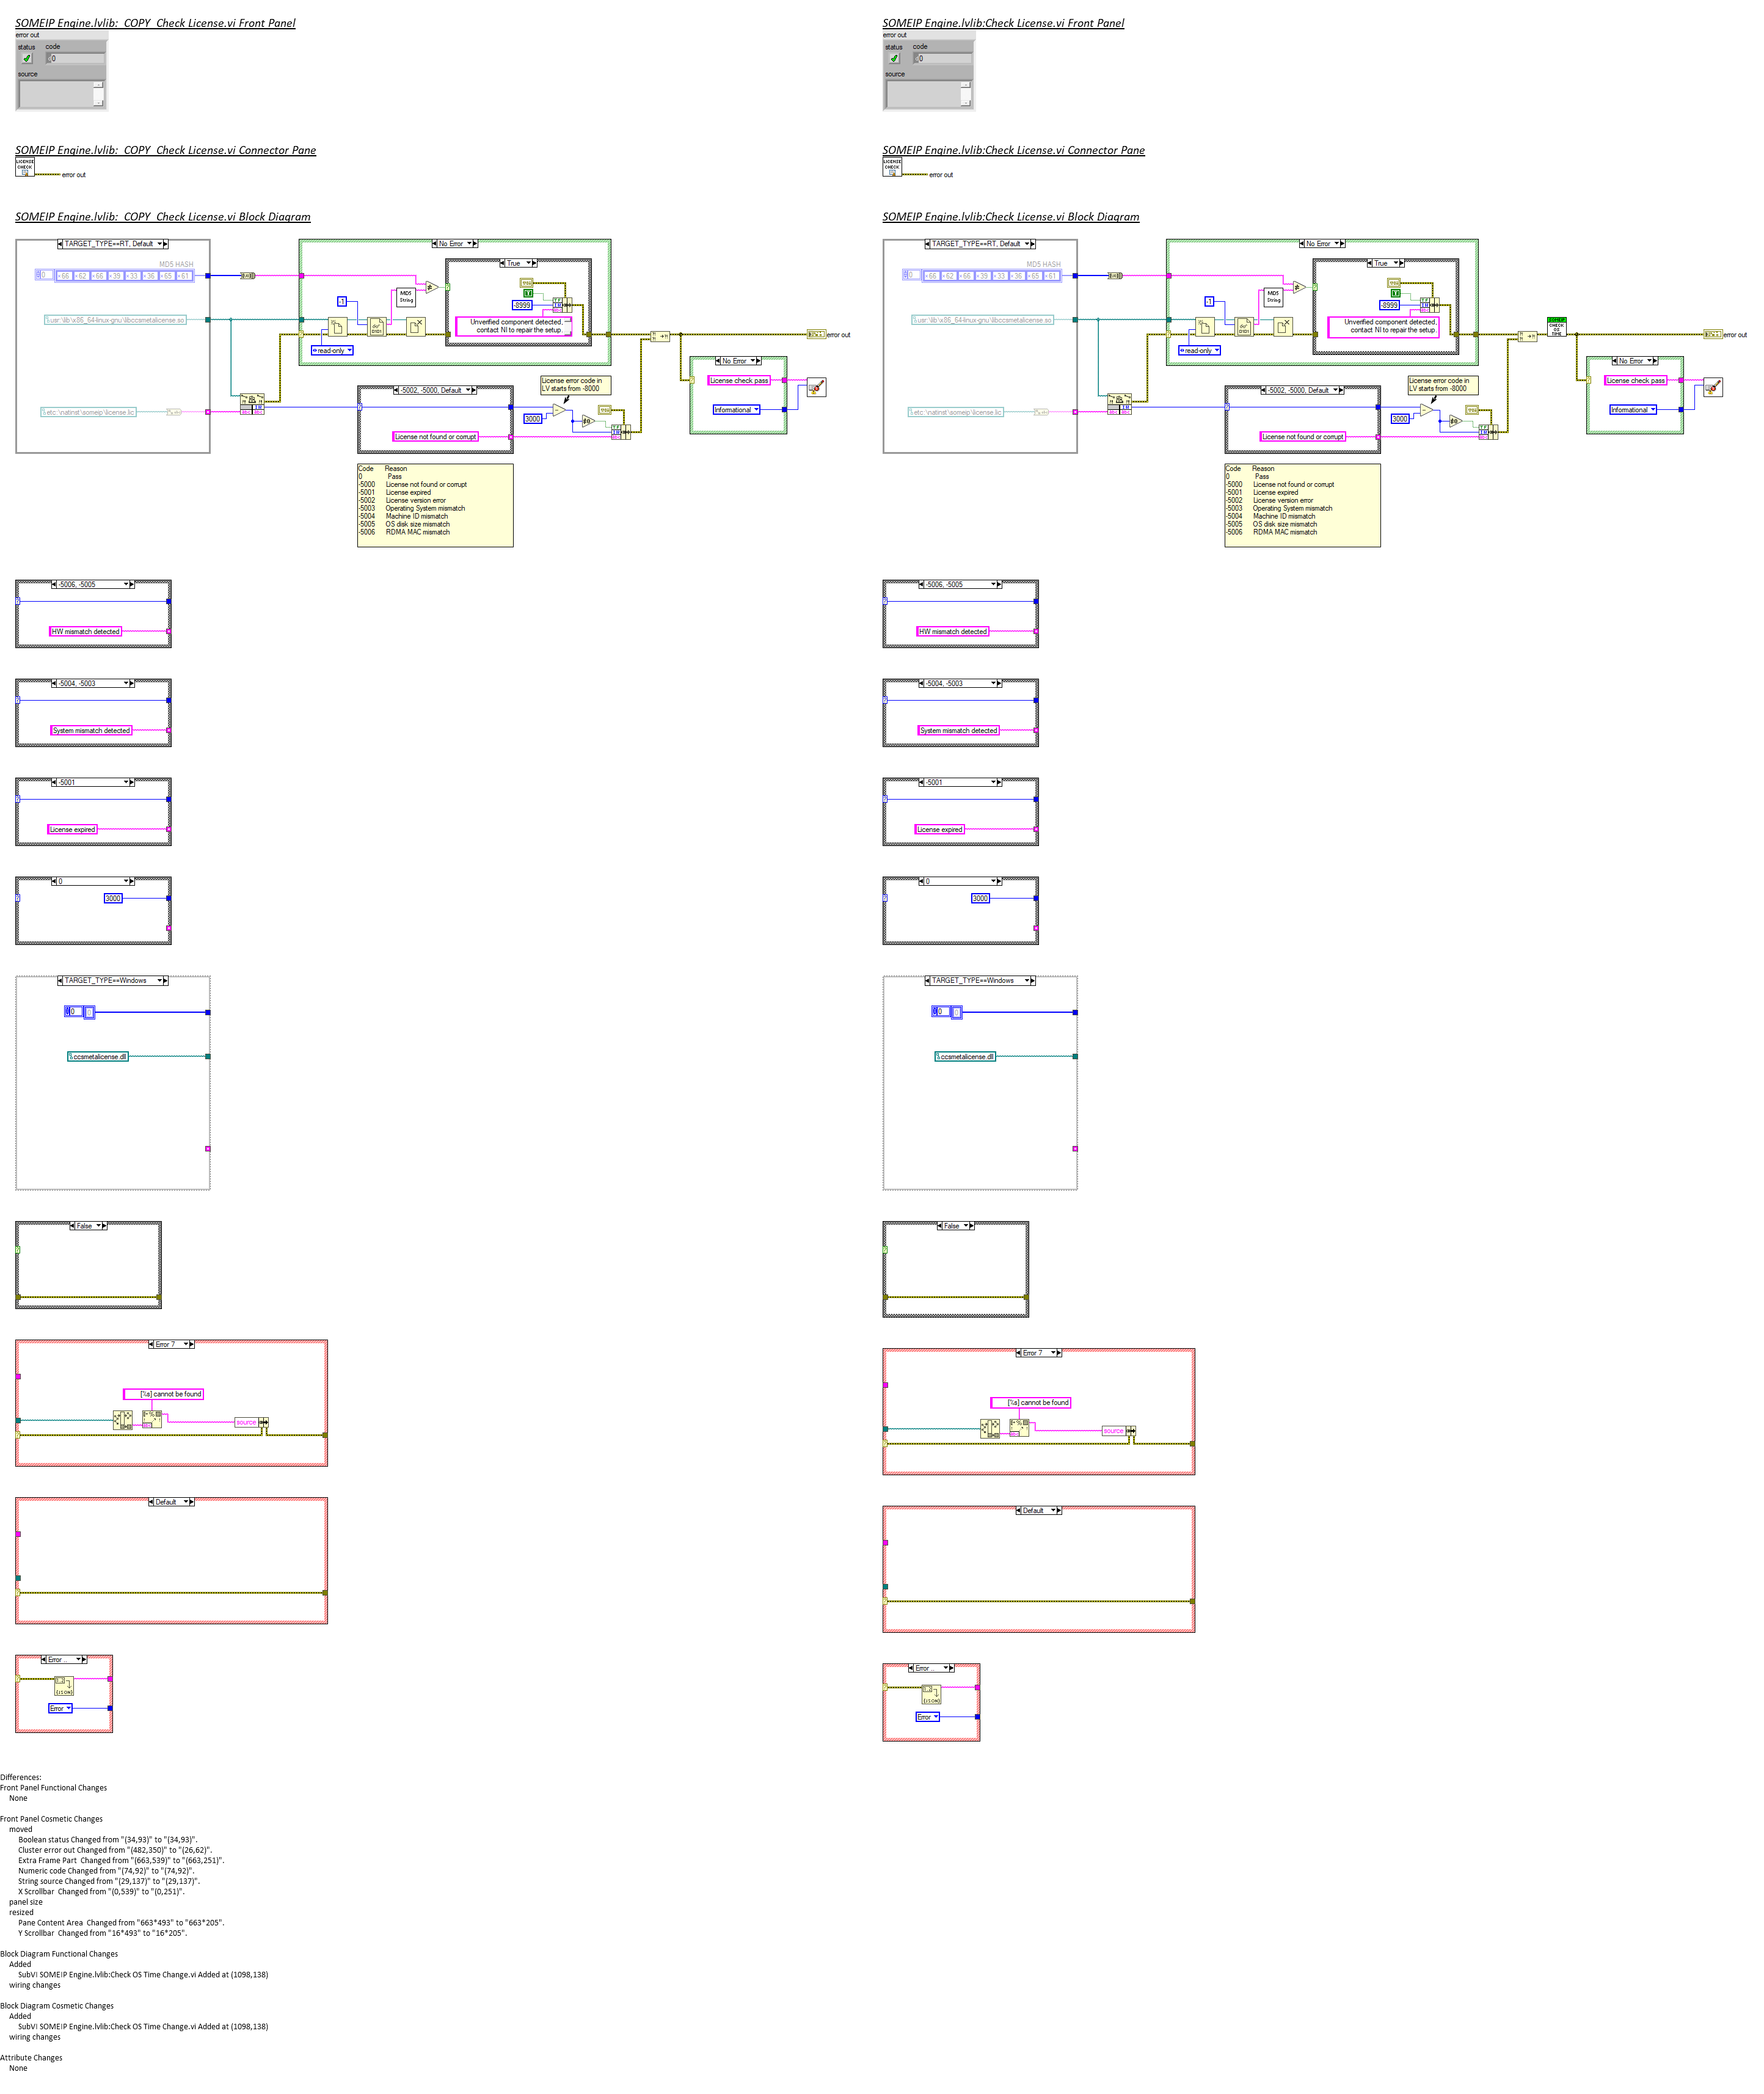 SOMEIP Engine.lvlib:  COPY  Check License.vi Front Panel
error out
status code
0
source
SOMEIP Engine.lvlib:  COPY  Check License.vi Connector Pane
LICENSE
CHECK
error out
SOMEIP Engine.lvlib:  COPY  Check License.vi Block Diagram
TARGET_TYPE==RT, Default
No Error
MD5 HASH
True
0 x66 x62 x66 x39 x33 x36 x65 x61
-1
MD5
String
-8999
\usr\lib\x86_64-linux-gnu\libccsmetalicense.so
Unverified component detected,
contact NI to repair the setup.
read-only
error out
No Error
License check pass
Informational
License error code in
LV starts from -8000
-5002, -5000, Default
\etc\natinst\someip\license.lic
3000
License not found or corrupt
Code Reason
0 Pass
-5000 License not found or corrupt
-5001 License expired
-5002 License version error
-5003 Operating System mismatch
-5004 Machine ID mismatch
-5005 OS disk size mismatch
-5006 RDMA MAC mismatch
-5006, -5005
HW mismatch detected
-5004, -5003
System mismatch detected
-5001
License expired
0
3000
TARGET_TYPE==Windows
0
ccsmetalicense.dll
False
Error 7
[%s] cannot be found
source
Default
Error ..
Error
SOMEIP Engine.lvlib:Check License.vi Front Panel
error out
status code
0
source
SOMEIP Engine.lvlib:Check License.vi Connector Pane
LICENSE
CHECK
error out
SOMEIP Engine.lvlib:Check License.vi Block Diagram
TARGET_TYPE==RT, Default
No Error
MD5 HASH
True
0 x66 x62 x66 x39 x33 x36 x65 x61
-1
MD5
String
-8999
\usr\lib\x86_64-linux-gnu\libccsmetalicense.so
Unverified component detected,
contact NI to repair the setup.
SOMEIP
CHECK
OS
TIME
read-only
error out
No Error
License check pass
Informational
License error code in
LV starts from -8000
-5002, -5000, Default
\etc\natinst\someip\license.lic
3000
License not found or corrupt
Code Reason
0 Pass
-5000 License not found or corrupt
-5001 License expired
-5002 License version error
-5003 Operating System mismatch
-5004 Machine ID mismatch
-5005 OS disk size mismatch
-5006 RDMA MAC mismatch
-5006, -5005
HW mismatch detected
-5004, -5003
System mismatch detected
-5001
License expired
0
3000
TARGET_TYPE==Windows
0
ccsmetalicense.dll
False
Error 7
[%s] cannot be found
source
Default
Error ..
Error
Differences:
Front Panel Functional Changes
None
Front Panel Cosmetic Changes
moved
Boolean status Changed from "(34,93)" to "(34,93)".
Cluster error out Changed from "(482,350)" to "(26,62)".
Extra Frame Part  Changed from "(663,539)" to "(663,251)".
Numeric code Changed from "(74,92)" to "(74,92)".
String source Changed from "(29,137)" to "(29,137)".
X Scrollbar  Changed from "(0,539)" to "(0,251)".
panel size
resized
Pane Content Area  Changed from "663*493" to "663*205".
Y Scrollbar  Changed from "16*493" to "16*205".
Block Diagram Functional Changes
Added
SubVI SOMEIP Engine.lvlib:Check OS Time Change.vi Added at (1098,138)
wiring changes
Block Diagram Cosmetic Changes
Added
SubVI SOMEIP Engine.lvlib:Check OS Time Change.vi Added at (1098,138)
wiring changes
Attribute Changes
None